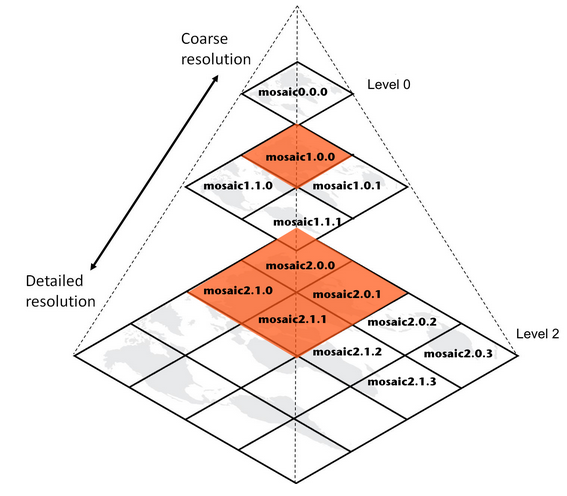 Coarse
resolution
Level 0
mosaic0.0.0
mosaic1.0.0
mosaic1.1.0
mosaic1.0.1
mosaic1.1.1
mosaic2.0.0
Detailed
resolution
mosaic2.1.0
mosaic2.0.1
mosaic2.1.1
mosaic2.0.2
Level 2
mosaic2.1.2
mosaic2.0.3
mosaic2.1.3